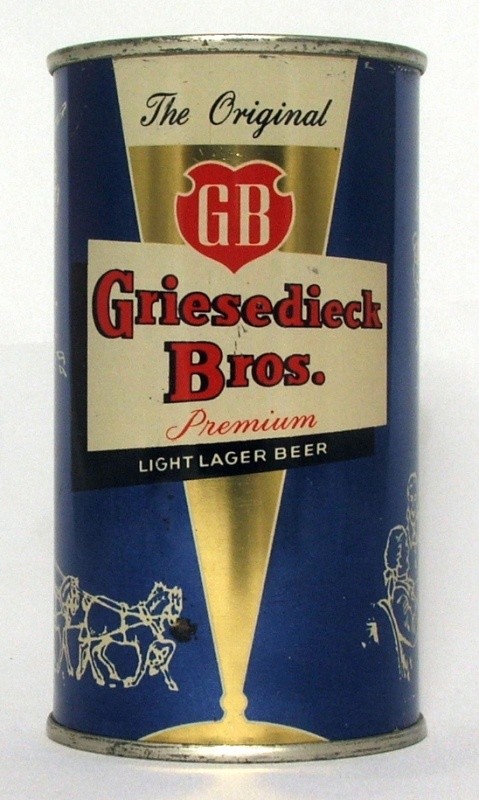 The Original
GB
Griesedieck
Bros.
Premium
LIGHT LAGER BEER